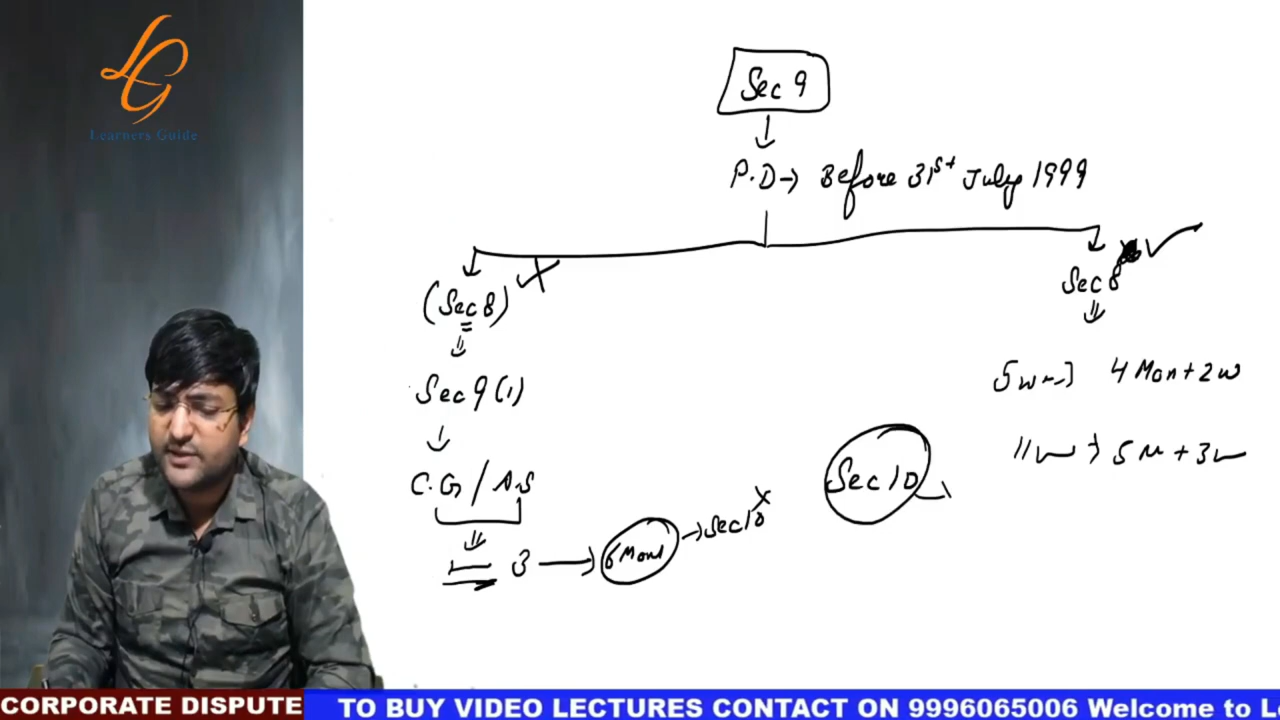 LG
Learners Guide
Sec 9
P.D → Before 31st July 1999
(Sec 8)
Sec 9 (1)
C.G / A.S
3 → 6 Mont → Sec 10
Sec 8
4 Mon + 2w
11w → 5M + 3w
Sec 10
CORPORATE DISPUTE
TO BUY VIDEO LECTURES CONTACT ON 9996065006 Welcome to L